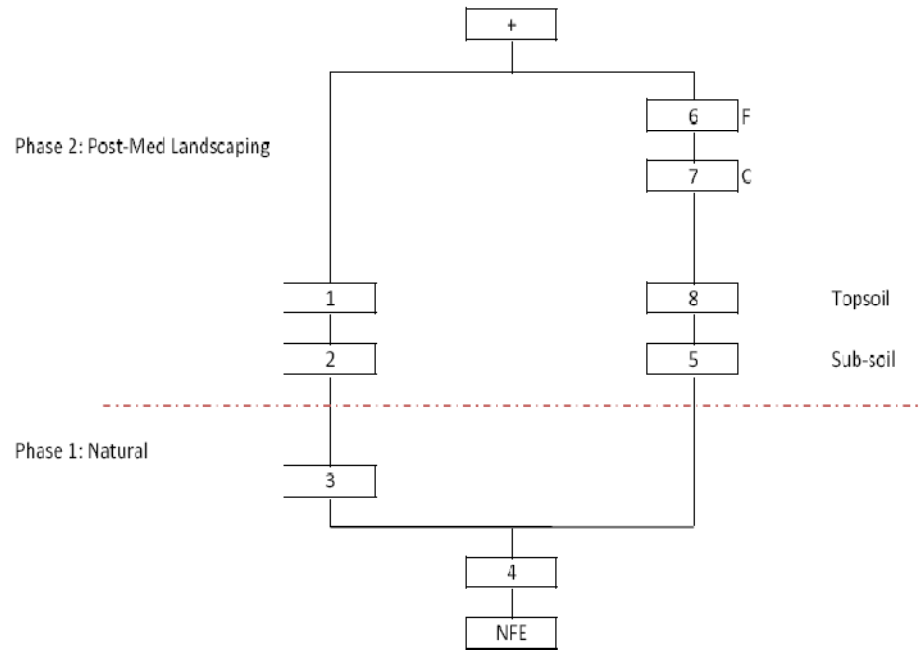 +
6 F
Phase 2: Post-Med Landscaping
7 C
1 8 Topsoil
2 5 Sub-soil
Phase 1: Natural
3
4
NFE